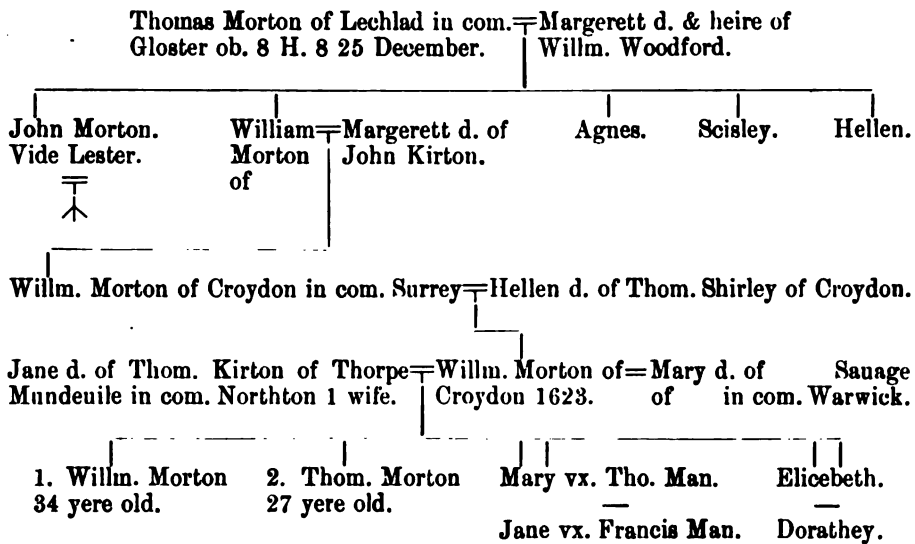 Thomas Morton of Lechlad in com. Margerett d. & heire of
Gloster ob. 8 H. 8 25 December. Willm. Woodford.
John Morton. William Margerett d. of Agnes. Scisley. Hellen.
Vide Lester. Morton John Kirton.
of
Willm. Morton of Croydon in com. Surrey Hellen d. of Thom. Shirley of Croydon.
Jane d. of Thom. Kirton of Thorpe Willm. Morton of = Mary d. of Sauage
Mundeuile in com. Northton 1 wife. Croydon 1623. of in com. Warwick.
1. Willm. Morton 2. Thom. Morton Mary vx. Tho. Man. Elicebeth.
34 yere old. 27 yere old.
Jane vx. Francis Man. Dorathey.